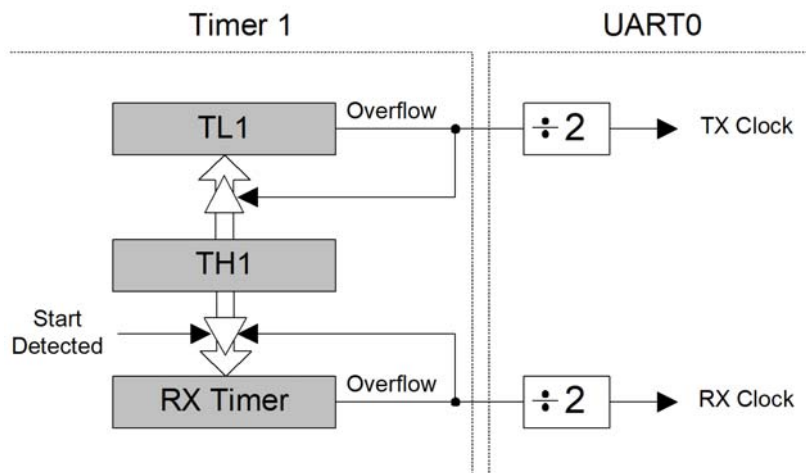 Timer 1
UART0
TL1
Overflow
÷ 2
TX Clock
TH1
Start
Detected
RX Timer
Overflow
÷ 2
RX Clock